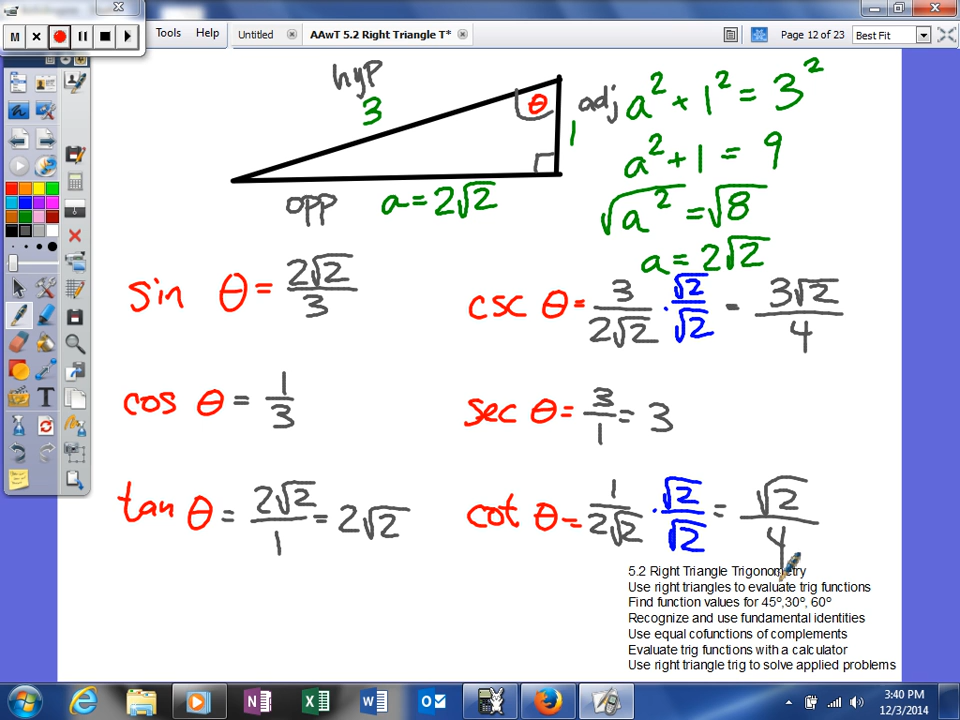 M
Tools Help Untitled AAwT 5.2 Right Triangle T* Page 12 of 23 Best Fit
hyp
3
θ
adj
1
opp a = 2√2
a² + 1² = 3²
a² + 1 = 9
√a² = √8
a = 2√2
sin θ = 2√2/3
csc θ = 3/2√2 · √2/√2 = 3√2/4
cos θ = 1/3
sec θ = 3/1 = 3
tan θ = 2√2/1 = 2√2
cot θ = 1/2√2 · √2/√2 = √2/4
5.2 Right Triangle Trigonometry
Use right triangles to evaluate trig functions
Find function values for 45º,30º, 60º
Recognize and use fundamental identities
Use equal cofunctions of complements
Evaluate trig functions with a calculator
Use right triangle trig to solve applied problems
3:40 PM
12/3/2014